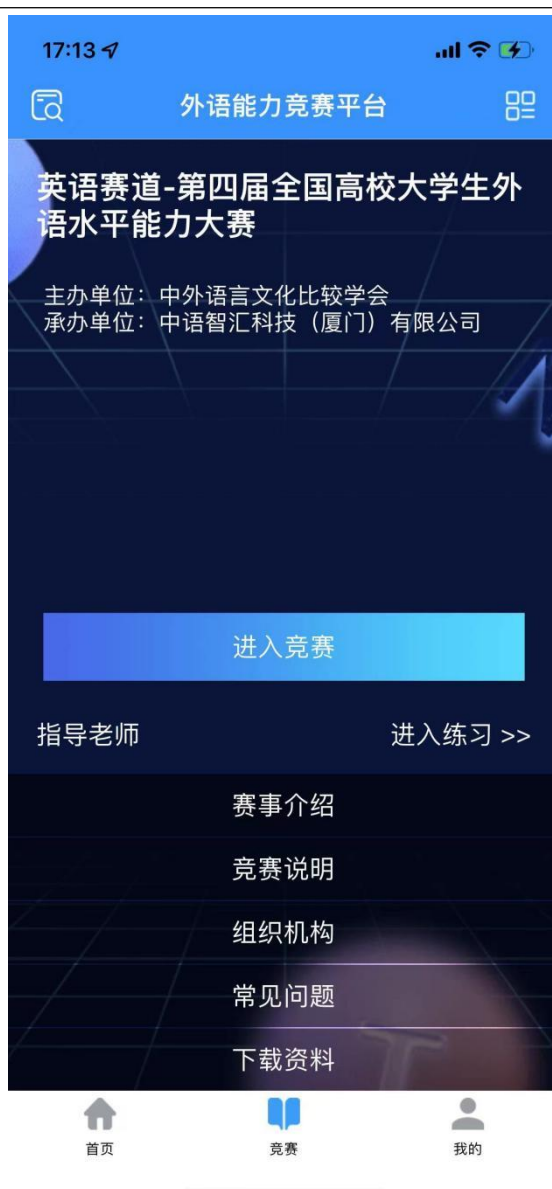 17:13
外语能力竞赛平台
英语赛道-第四届全国高校大学生外
语水平能力大赛
主办单位：中外语言文化比较学会
承办单位：中语智汇科技（厦门）有限公司
进入竞赛
指导老师
进入练习 >>
赛事介绍
竞赛说明
组织机构
常见问题
下载资料
T
首页
竞赛
我的